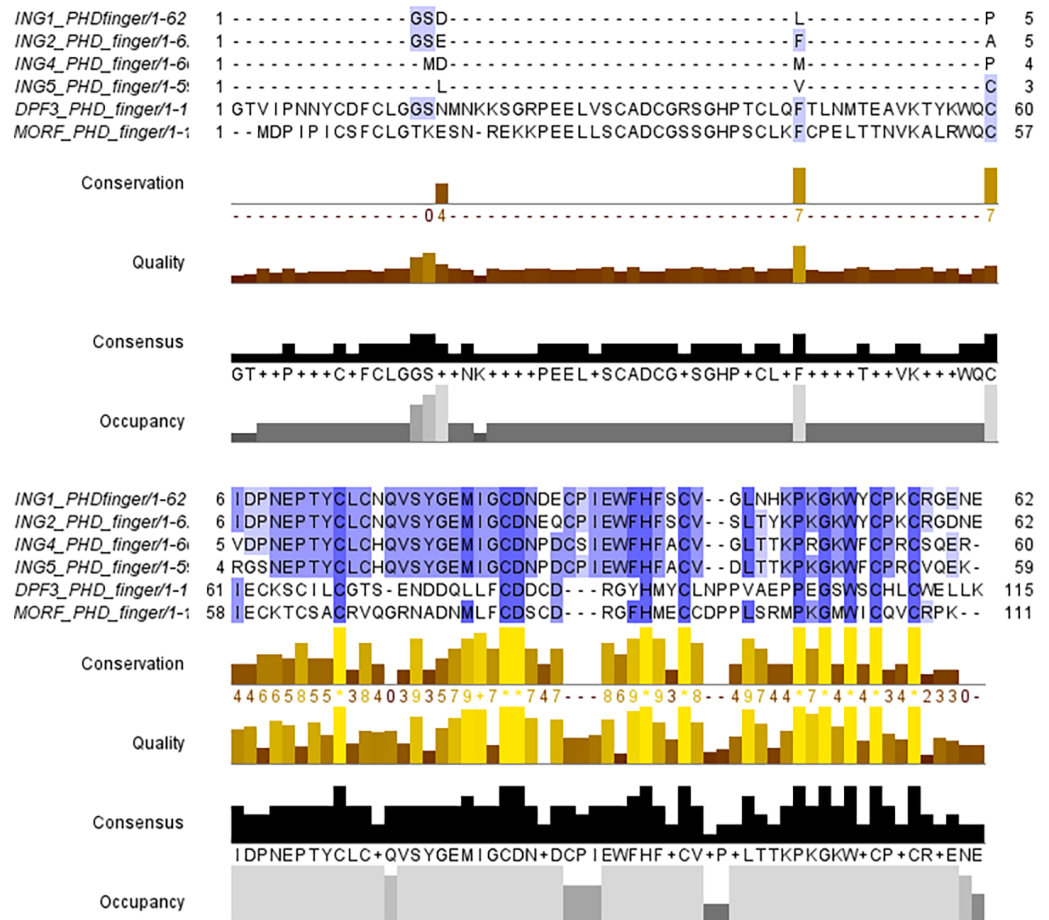 ING1_PHDfinger/1-62 1 - - - - - - - - - - - - - - GSD - - - - - - - - - - - - - - - - - - - - - - - - - - - L - - - - - - - - - - - - - - P 5
ING2_PHD_finger/1-6. 1 - - - - - - - - - - - - - - GSE - - - - - - - - - - - - - - - - - - - - - - - - - - - F - - - - - - - - - - - - - - A 5
ING4_PHD_finger/1-6 1 - - - - - - - - - - - - - - - MD - - - - - - - - - - - - - - - - - - - - - - - - - - - M - - - - - - - - - - - - - - P 4
ING5_PHD_finger/1-5 1 - - - - - - - - - - - - - - - - L - - - - - - - - - - - - - - - - - - - - - - - - - - - V - - - - - - - - - - - - - - C 3
DPF3_PHD_finger/1-1 1 GTVIPNNYCDFCLGGSNMNKKSGRPEELVSCADCGRSGHPTCLQFTLNMTEAVKTYKWQC 60
MORF_PHD_finger/1- 1 - - MDPIPICSFCLGTKESN-REKKPEELLSCADCGSSGHPSCLKFCPELTTNVKALRWQC 57
Conservation
- - - - - - - - - - - - - - - 0 4 - - - - - - - - - - - - - - - - - - - - - - - - - - - 7 - - - - - - - - - - - - - - 7
Quality
Consensus
GT++P+++C+FCLGGS++NK++++PEEL+SCADCG+SGHP+CL+F++++T++VK+++WQC
Occupancy
ING1_PHDfinger/1-62 6 IDPNEPTYCLCNQVSYGEMIGCDNDECPIEWFHFSCV--GLNHKPKGKWYCPKCRGENE 62
ING2_PHD_finger/1-6. 6 IDPNEPTYCLCNQVSYGEMIGCDNEQCPIEWFHFSCV--SLTYKPKGKWYCPKCRGDNE 62
ING4_PHD_finger/1-6 5 VDPNEPTYCLCHQVSYGEMIGCDNPDCSIEWFHFACV--GLTTKPRGKWFCPRCSQER- 60
ING5_PHD_finger/1-5 4 RGSNEPTYCLCHQVSYGEMIGCDNPDCPIEWFHFACV--DLTTKPKGKWFCPRCVQEK- 59
DPF3_PHD_finger/1-1 61 IECKSCILCGTS-ENDDQLLFCDDCD---RGYHMYCLNPPVAEPPEGSWSCHLCWELLK 115
MORF_PHD_finger/1- 58 IECKTCSACRVQGRNADNMLFCDSCD---RGFHMECCDPPLSRMPKGMWICQVCRPK-- 111
Conservation
44665855*3840393579+7**747---869*93*8--49744*7*4*4*34*2330-
Quality
Consensus
IDPNEPTYCLC+QVSYGEMIGCDN+DCPIEWFHF+CV+P+LTTKPKGKW+CP+CR+ENE
Occupancy